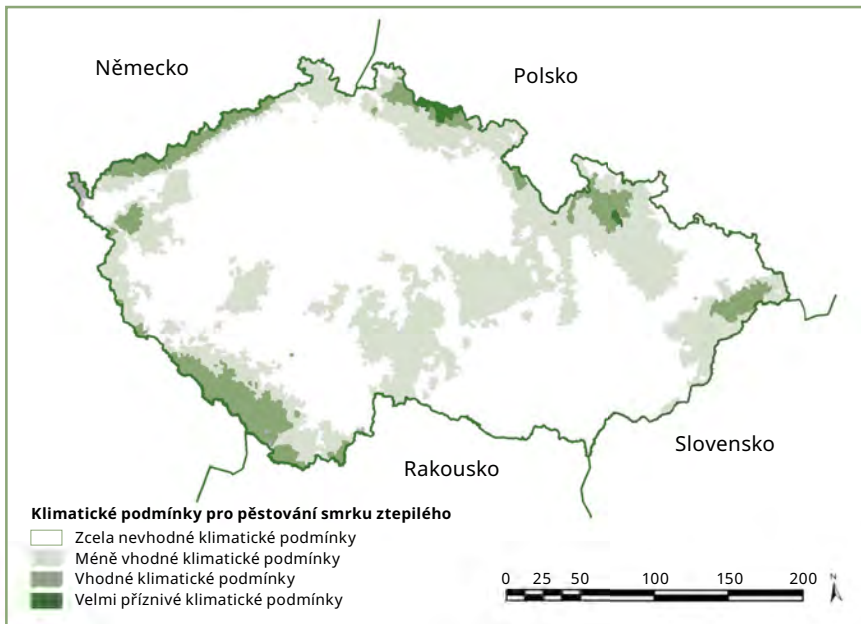 Německo
Polsko
Slovensko
Rakousko
Klimatické podmínky pro pěstování smrku ztepilého
Zcela nevhodné klimatické podmínky
Méně vhodné klimatické podmínky
Vhodné klimatické podmínky
Velmi příznivé klimatické podmínky
0 25 50 100 150 200
N